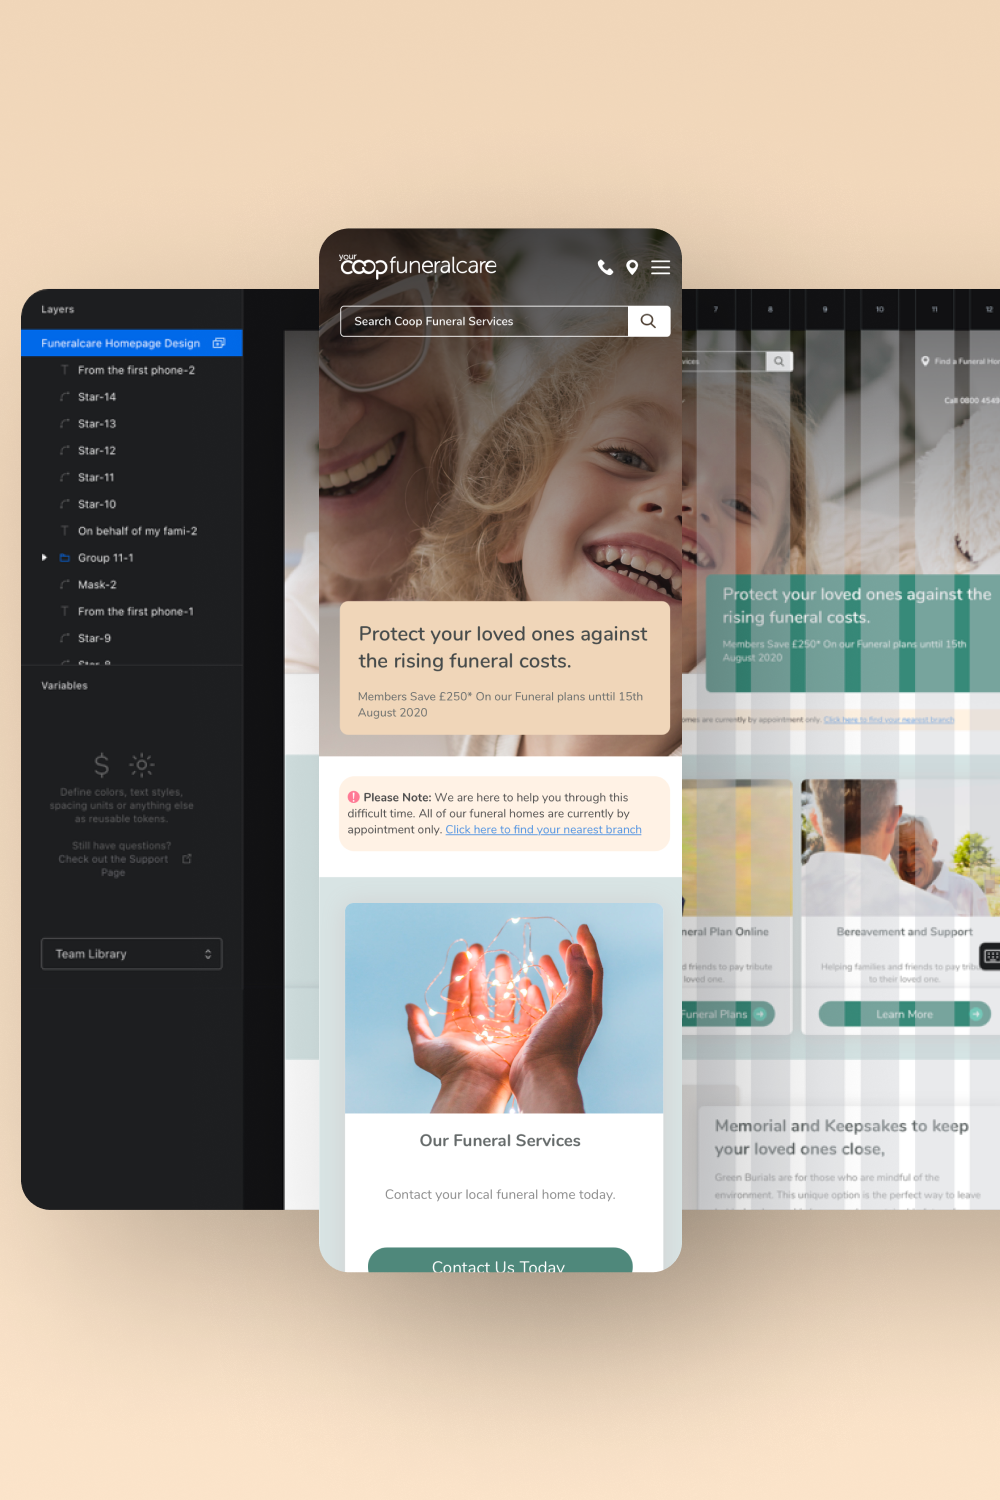 Layers
Funeralcare Homepage Design
From the first phone-2
Star-14
Star-13
Star-12
Star-11
Star-10
On behalf of my fami-2
Group 11-1
Mask-2
From the first phone-1
Star-9
Star-8
Variables
Define colors, text styles,
spacing units or anything else
as reusable tokens.
Still have questions?
Check out the Support
Page
Team Library
your
coop funeralcare
Search Coop Funeral Services
Protect your loved ones against
the rising funeral costs.
Members Save £250* On our Funeral plans unttil 15th
August 2020
Please Note: We are here to help you through this
difficult time. All of our funeral homes are currently by
appointment only. Click here to find your nearest branch
Our Funeral Services
Contact your local funeral home today.
Contact Us Today
7 8 9 10 11 12
vices
Find a Funeral Hom
Call 0800 4549
Protect your loved ones against the
rising funeral costs.
Members Save £250* On our Funeral plans unttil 15th
August 2020
omes are currently by appointment only. Click here to find your nearest branch
neral Plan Online
d friends to pay tribute
loved one.
Funeral Plans
Bereavement and Support
Helping families and friends to pay tribu
to their loved one.
Learn More
Memorial and Keepsakes to keep
your loved ones close,
Green Burials are for those who are mindful of the
environment. This unique option is the perfect way to leave